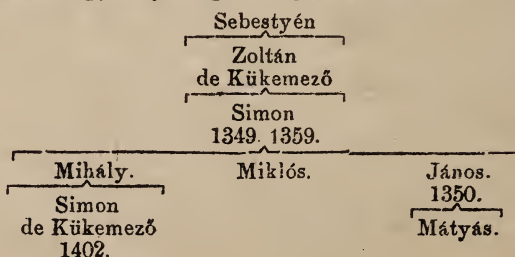 Sebestyén
Zoltán
de Kükemező
Simon
1349. 1359.
Mihály. Miklós. János.
1350.
Simon Mátyás.
de Kükemező
1402.